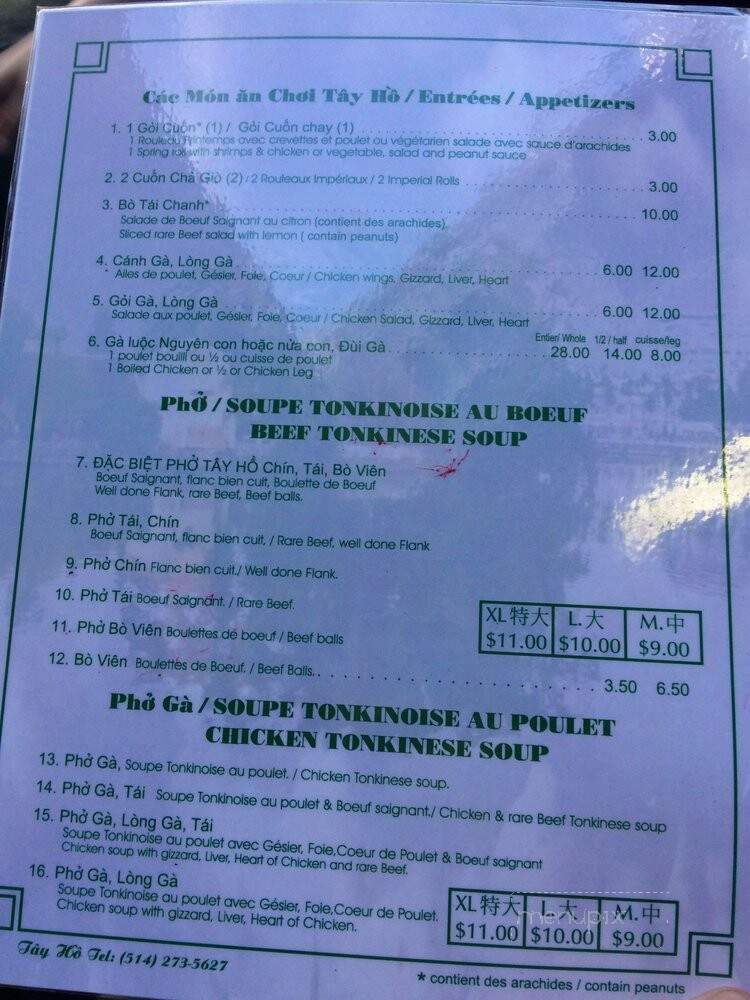 Các Món ăn Chơi Tây Hồ / Entrées / Appetizers
1. 1 Gỏi Cuốn* (1) / Gỏi Cuốn chay (1) 3.00
1 Rouleau Printemps avec crevettes et poulet ou végétarien salade avec sauce d'arachides
1 Spring roll with shrimps & chicken or vegetable, salad and peanut sauce
2. 2 Cuốn Chả Giò (2) / 2 Rouleaux Impériaux / 2 Imperial Rolls 3.00
3. Bò Tái Chanh* 10.00
Salade de Boeuf Saignant au citron (contient des arachides)
Sliced rare Beef salad with lemon ( contain peanuts)
4. Cánh Gà, Lòng Gà 6.00 12.00
Ailes de poulet, Gésier, Foie, Coeur / Chicken wings, Gizzard, Liver, Heart
5. Gỏi Gà, Lòng Gà 6.00 12.00
Salade aux poulet, Gésier, Foie, Coeur / Chicken Salad, Gizzard, Liver, Heart
Entier/ Whole 1/2 / half cuisse/leg
6. Gà luộc Nguyên con hoặc nửa con, Đùi Gà 28.00 14.00 8.00
1 poulet bouilli ou ½ ou cuisse de poulet
1 Boiled Chicken or ½ or Chicken Leg
PhỞ / SOUPE TONKINOISE AU BOEUF
BEEF TONKINESE SOUP
7. ĐẶC BIỆT PHỞ TÂY HỒ Chín, Tái, Bò Viên
Boeuf Saignant, flanc bien cuit, Boulette de Boeuf
Well done Flank, rare Beef, Beef balls.
8. Phở Tái, Chín
Boeuf Saignant, flanc bien cuit, / Rare Beef, well done Flank
9. Phở Chín Flanc bien cuit./ Well done Flank.
10. Phở Tái Boeuf Saignant. / Rare Beef.
11. Phở Bò Viên Boulettes de boeuf / Beef balls
XL 特大 L. 大 M. 中
$11.00 $10.00 $9.00
12. Bò Viên Boulettes de Boeuf. / Beef Balls. 3.50 6.50
Phở Gà / SOUPE TONKINOISE AU POULET
CHICKEN TONKINESE SOUP
13. Phở Gà, Soupe Tonkinoise au poulet. / Chicken Tonkinese soup.
14. Phở Gà, Tái Soupe Tonkinoise au poulet & Boeuf saignant./ Chicken & rare Beef Tonkinese soup
15. Phở Gà, Lòng Gà, Tái
Soupe Tonkinoise au poulet avec Gésier, Foie,Coeur de Poulet & Boeuf saignant
Chicken soup with gizzard, Liver, Heart of Chicken and rare Beef.
16. Phở Gà, Lòng Gà
Soupe Tonkinoise au poulet avec Gésier, Foie,Coeur de Poulet.
Chicken soup with gizzard, Liver, Heart of Chicken.
XL 特大 L. 大 M. 中
$11.00 $10.00 $9.00
menupix
Tây Hồ Tel: (514) 273-5627
* contient des arachides / contain peanuts